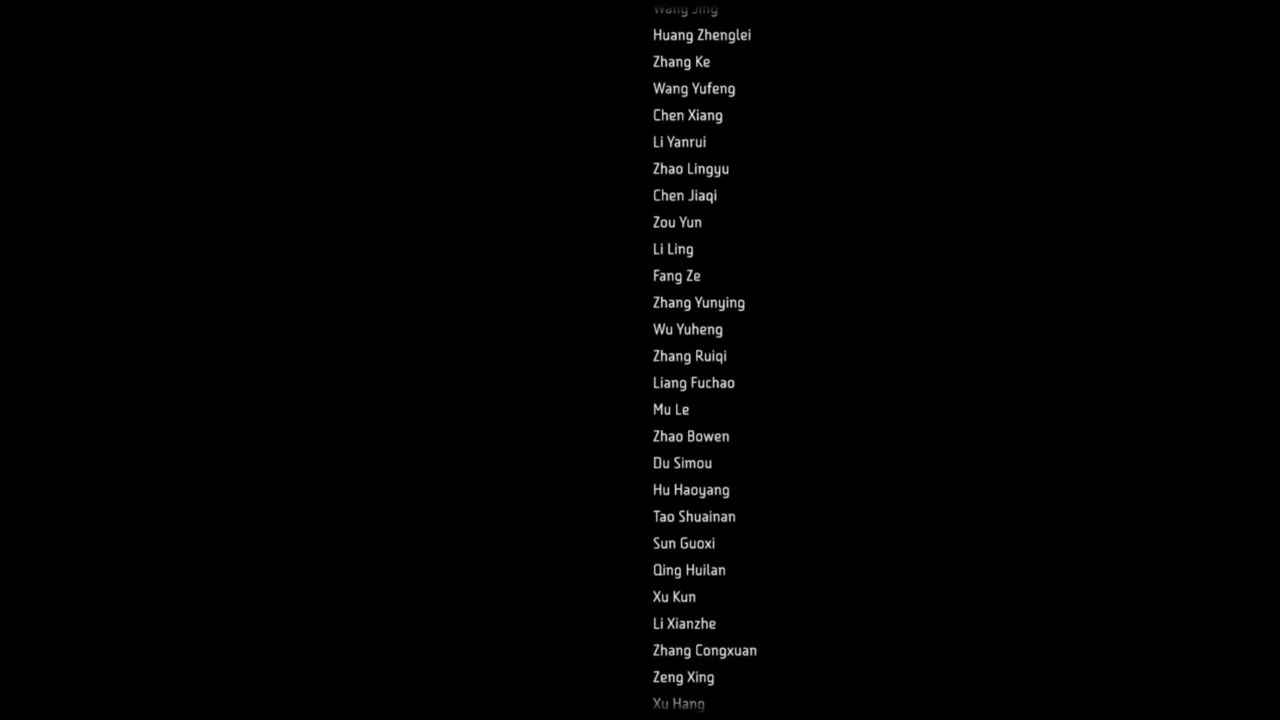 Wang Jing
Huang Zhenglei
Zhang Ke
Wang Yufeng
Chen Xiang
Li Yanrui
Zhao Lingyu
Chen Jiaqi
Zou Yun
Li Ling
Fang Ze
Zhang Yunying
Wu Yuheng
Zhang Ruiqi
Liang Fuchao
Mu Le
Zhao Bowen
Du Simou
Hu Haoyang
Tao Shuainan
Sun Guoxi
Qing Huilan
Xu Kun
Li Xianzhe
Zhang Congxuan
Zeng Xing
Xu Hang